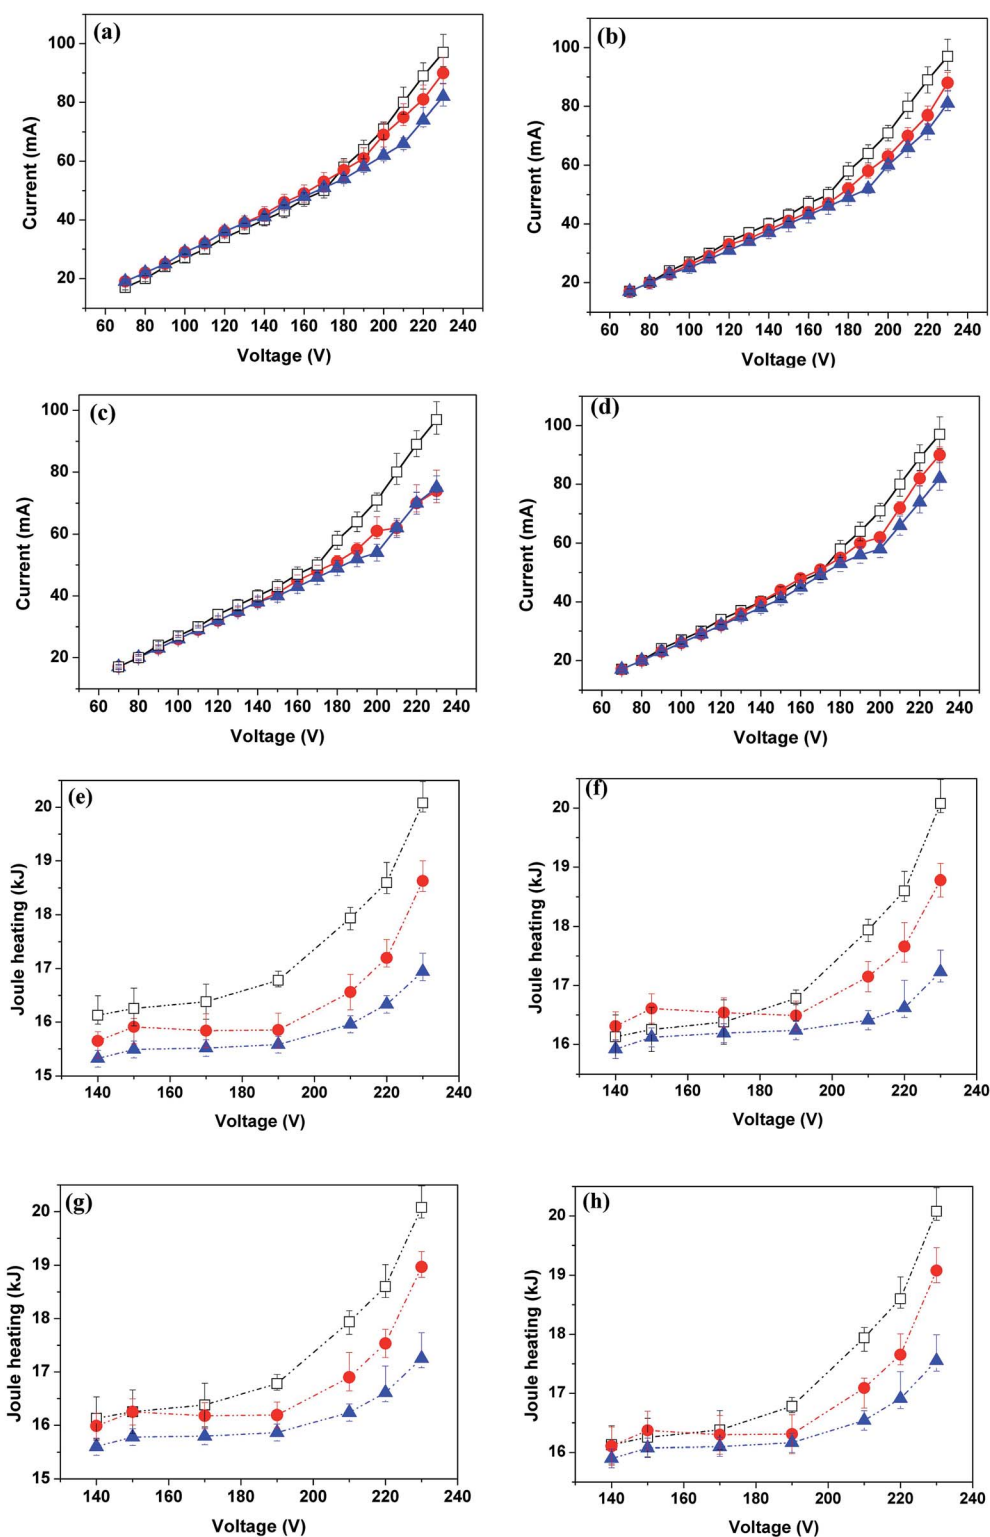 (a)
100
80
60
40
20
Current (mA)
60 80 100 120 140 160 180 200 220 240
Voltage (V)
(b)
100
80
60
40
20
Current (mA)
60 80 100 120 140 160 180 200 220 240
Voltage (V)
(c)
100
80
60
40
20
Current (mA)
60 80 100 120 140 160 180 200 220 240
Voltage (V)
(d)
100
80
60
40
20
Current (mA)
60 80 100 120 140 160 180 200 220 240
Voltage (V)
(e)
20
19
18
17
16
15
Joule heating (kJ)
140 160 180 200 220 240
Voltage (V)
(f)
20
19
18
17
16
Joule heating (kJ)
140 160 180 200 220 240
Voltage (V)
(g)
20
19
18
17
16
15
Joule heating (kJ)
140 160 180 200 220 240
Voltage (V)
(h)
20
19
18
17
16
Joule heating (kJ)
140 160 180 200 220 240
Voltage (V)